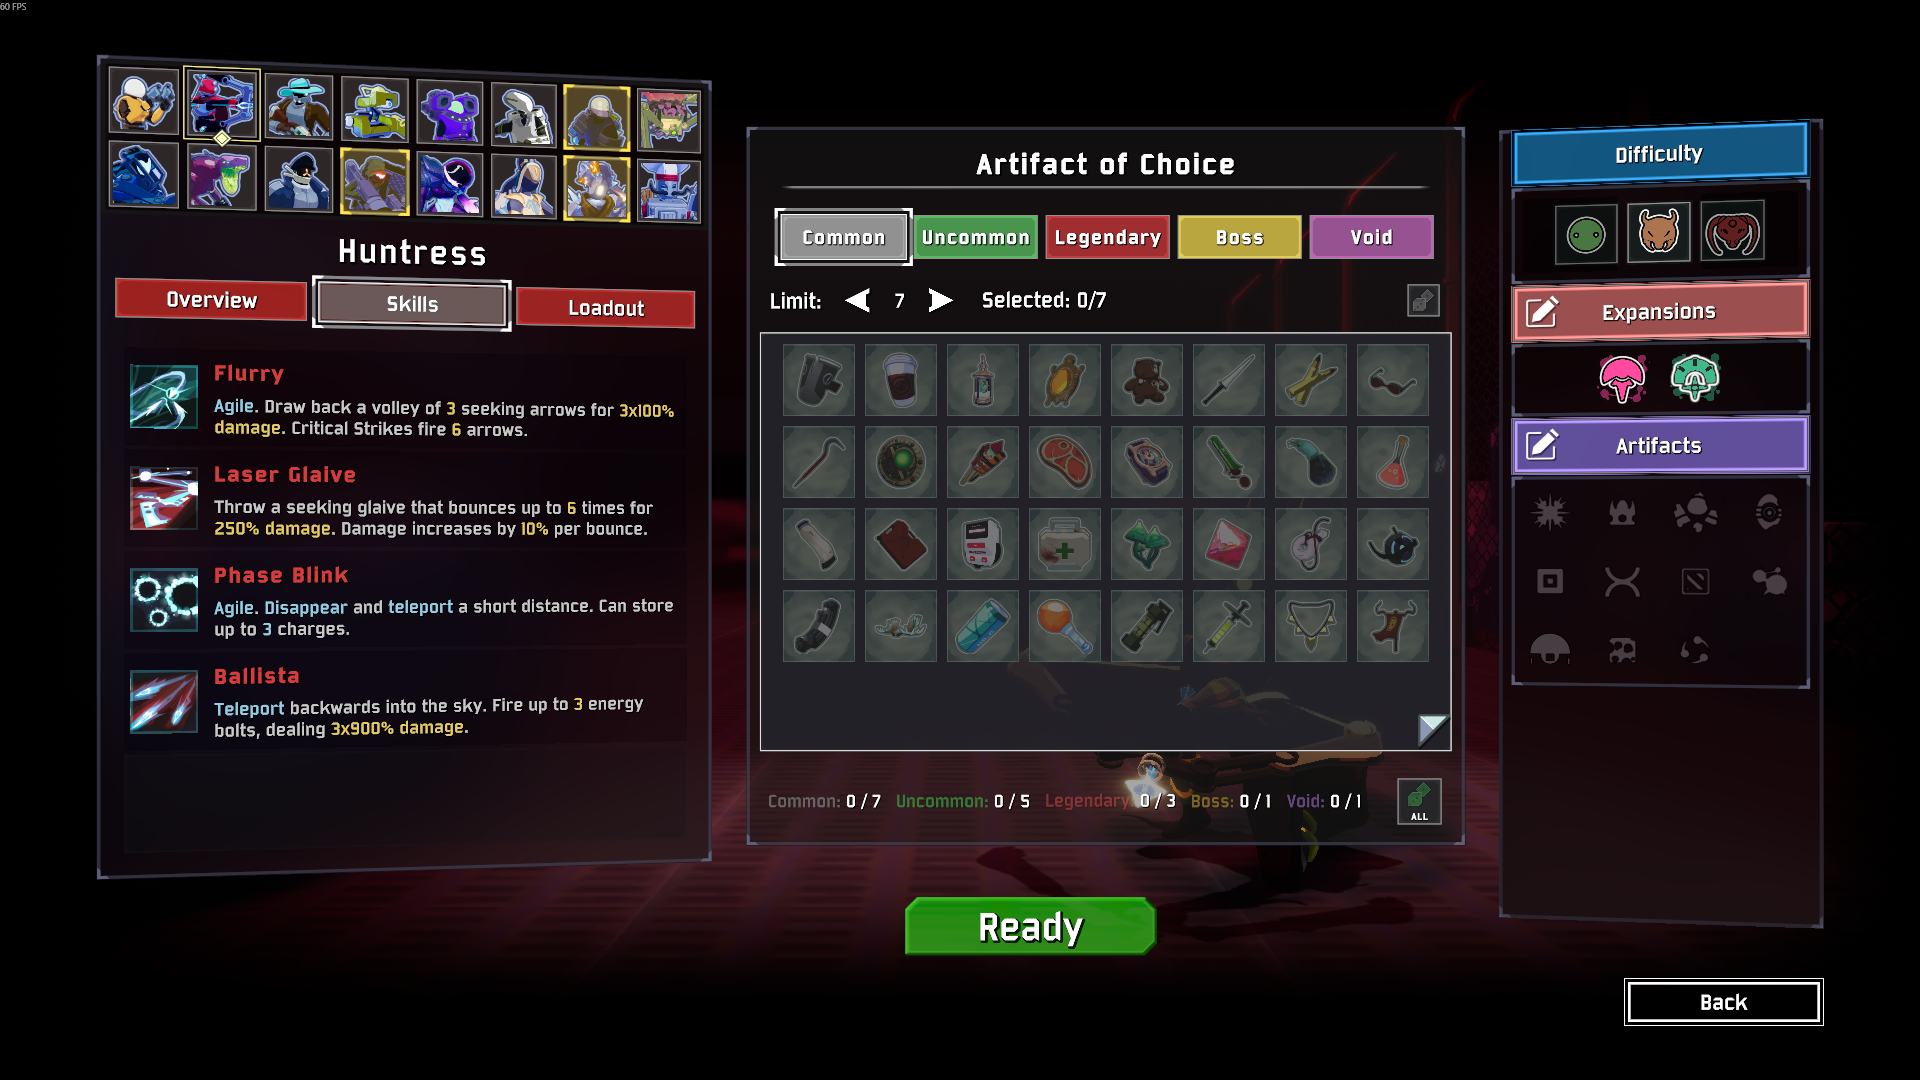 60 FPS
Huntress
Overview
Skills
Loadout
Flurry
Agile. Draw back a volley of 3 seeking arrows for 3x100%
damage. Critical Strikes fire 6 arrows.
Laser Glaive
Throw a seeking glaive that bounces up to 6 times for
250% damage. Damage increases by 10% per bounce.
Phase Blink
Agile. Disappear and teleport a short distance. Can store
up to 3 charges.
Ballista
Teleport backwards into the sky. Fire up to 3 energy
bolts, dealing 3x900% damage.
Artifact of Choice
Common
Uncommon
Legendary
Boss
Void
Limit: 7 Selected: 0/7
Common: 0 / 7 Uncommon: 0 / 5 Legendary: 0 / 3 Boss: 0 / 1 Void: 0 / 1
ALL
Ready
Difficulty
Expansions
Artifacts
Back